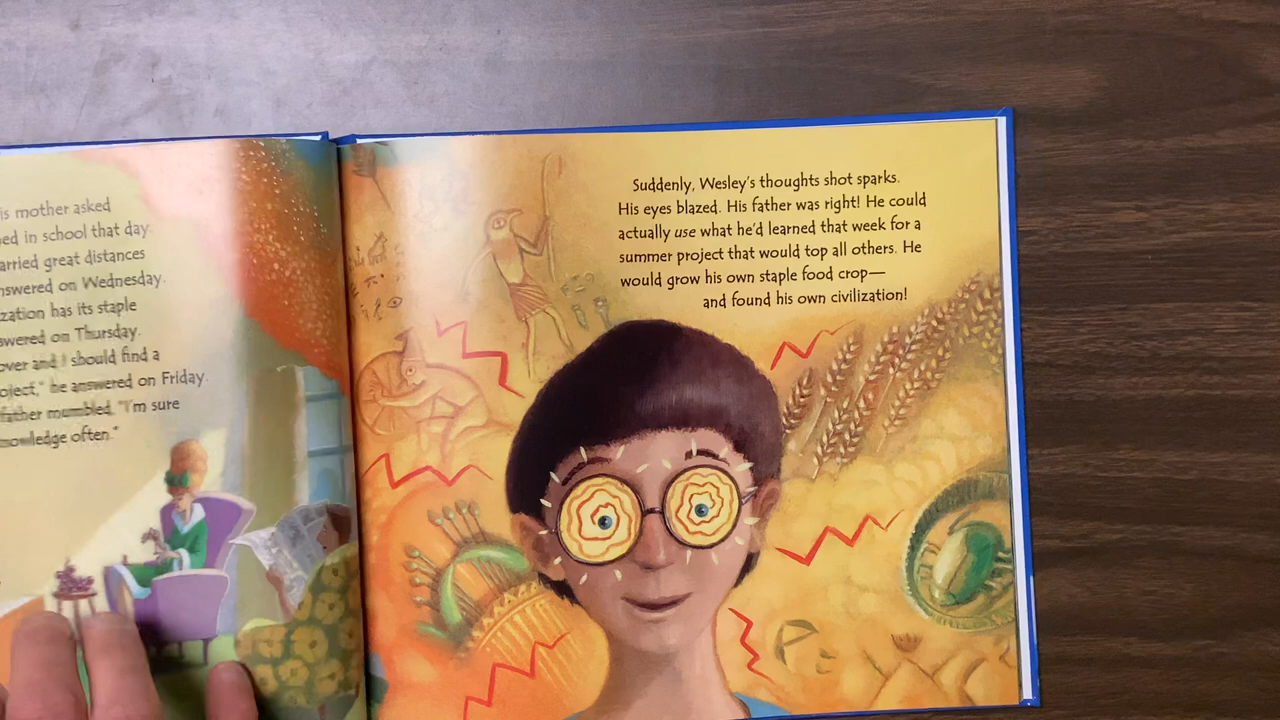 is mother asked
ed in school that day.
arried great distances
nswered on Wednesday.
zation has its staple
swered on Thursday.
over and I should find a
oject," he answered on Friday.
father mumbled. "I'm sure
nowledge often."
Suddenly, Wesley's thoughts shot sparks.
His eyes blazed. His father was right! He could
actually use what he'd learned that week for a
summer project that would top all others. He
would grow his own staple food crop—
and found his own civilization!